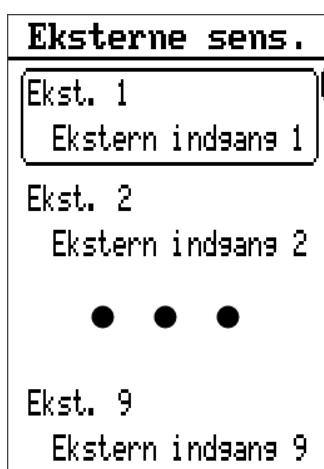 Eksterne sens.
Ekst. 1
Ekstern indgang 1
Ekst. 2
Ekstern indgang 2
Ekst. 9
Ekstern indgang 9